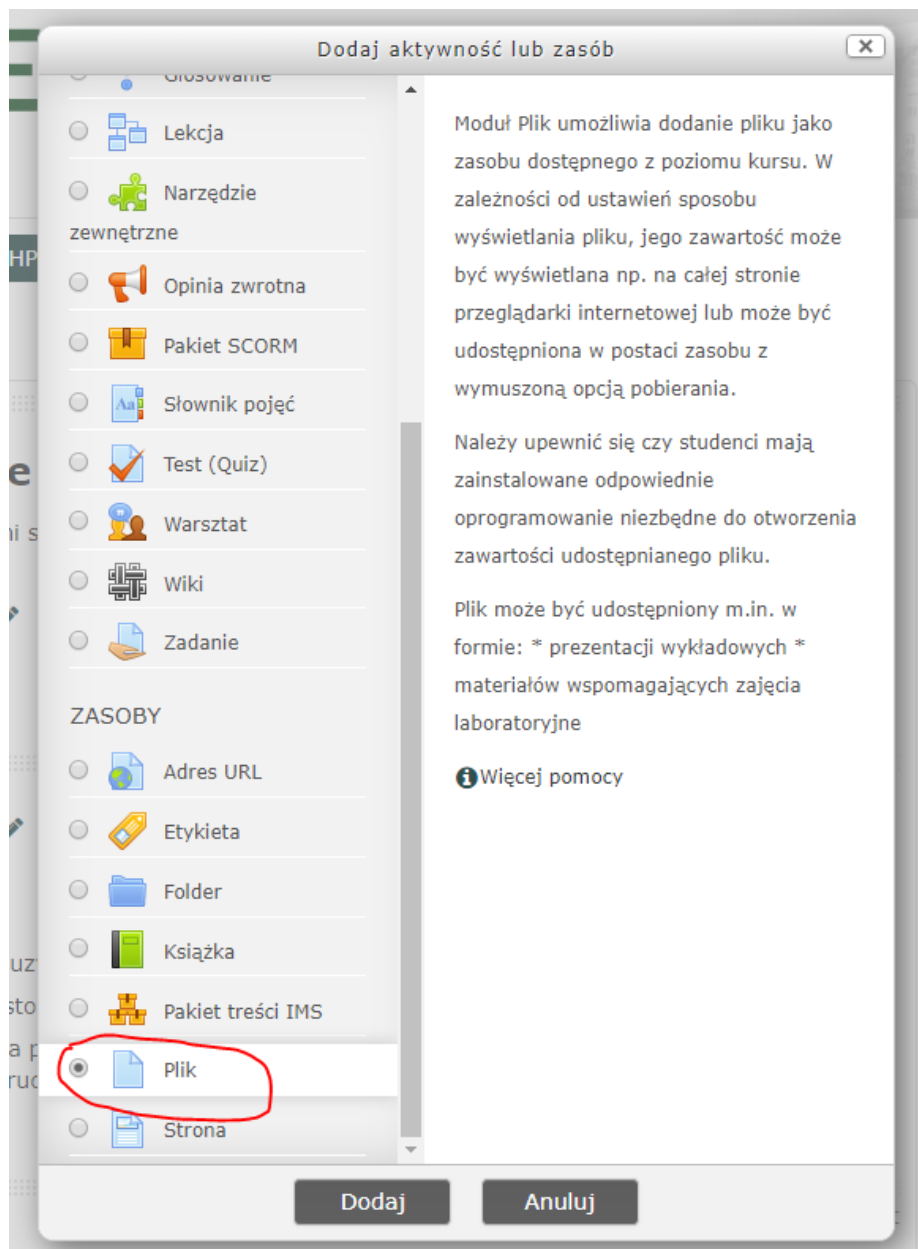 Dodaj aktywność lub zasób
Głosowanie
Lekcja
Narzędzie
zewnętrzne
Opinia zwrotna
Pakiet SCORM
Słownik pojęć
Test (Quiz)
Warsztat
Wiki
Zadanie
ZASOBY
Adres URL
Etykieta
Folder
Książka
Pakiet treści IMS
Plik
Strona
Moduł Plik umożliwia dodanie pliku jako
zasobu dostępnego z poziomu kursu. W
zależności od ustawień sposobu
wyświetlania pliku, jego zawartość może
być wyświetlana np. na całej stronie
przeglądarki internetowej lub może być
udostępniona w postaci zasobu z
wymuszoną opcją pobierania.
Należy upewnić się czy studenci mają
zainstalowane odpowiednie
oprogramowanie niezbędne do otworzenia
zawartości udostępnianego pliku.
Plik może być udostępniony m.in. w
formie: * prezentacji wykładowych *
materiałów wspomagających zajęcia
laboratoryjne
Więcej pomocy
Dodaj
Anuluj